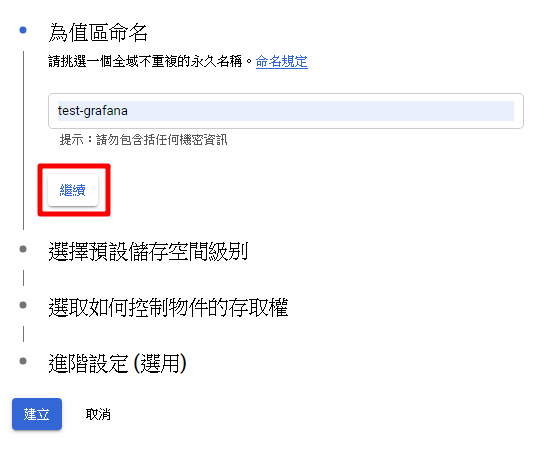 為值區命名
請挑選一個全域不重複的永久名稱。命名規定
test-grafana
提示：請勿包含括任何機密資訊
繼續
選擇預設儲存空間級別
選取如何控制物件的存取權
進階設定 (選用)
建立 取消